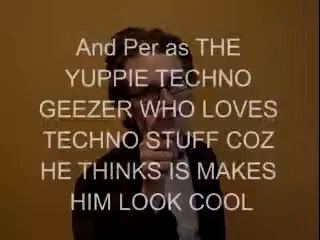 And Per as THE
YUPPIE TECHNO
GEEZER WHO LOVES
TECHNO STUFF COZ
HE THINKS IS MAKES
HIM LOOK COOL